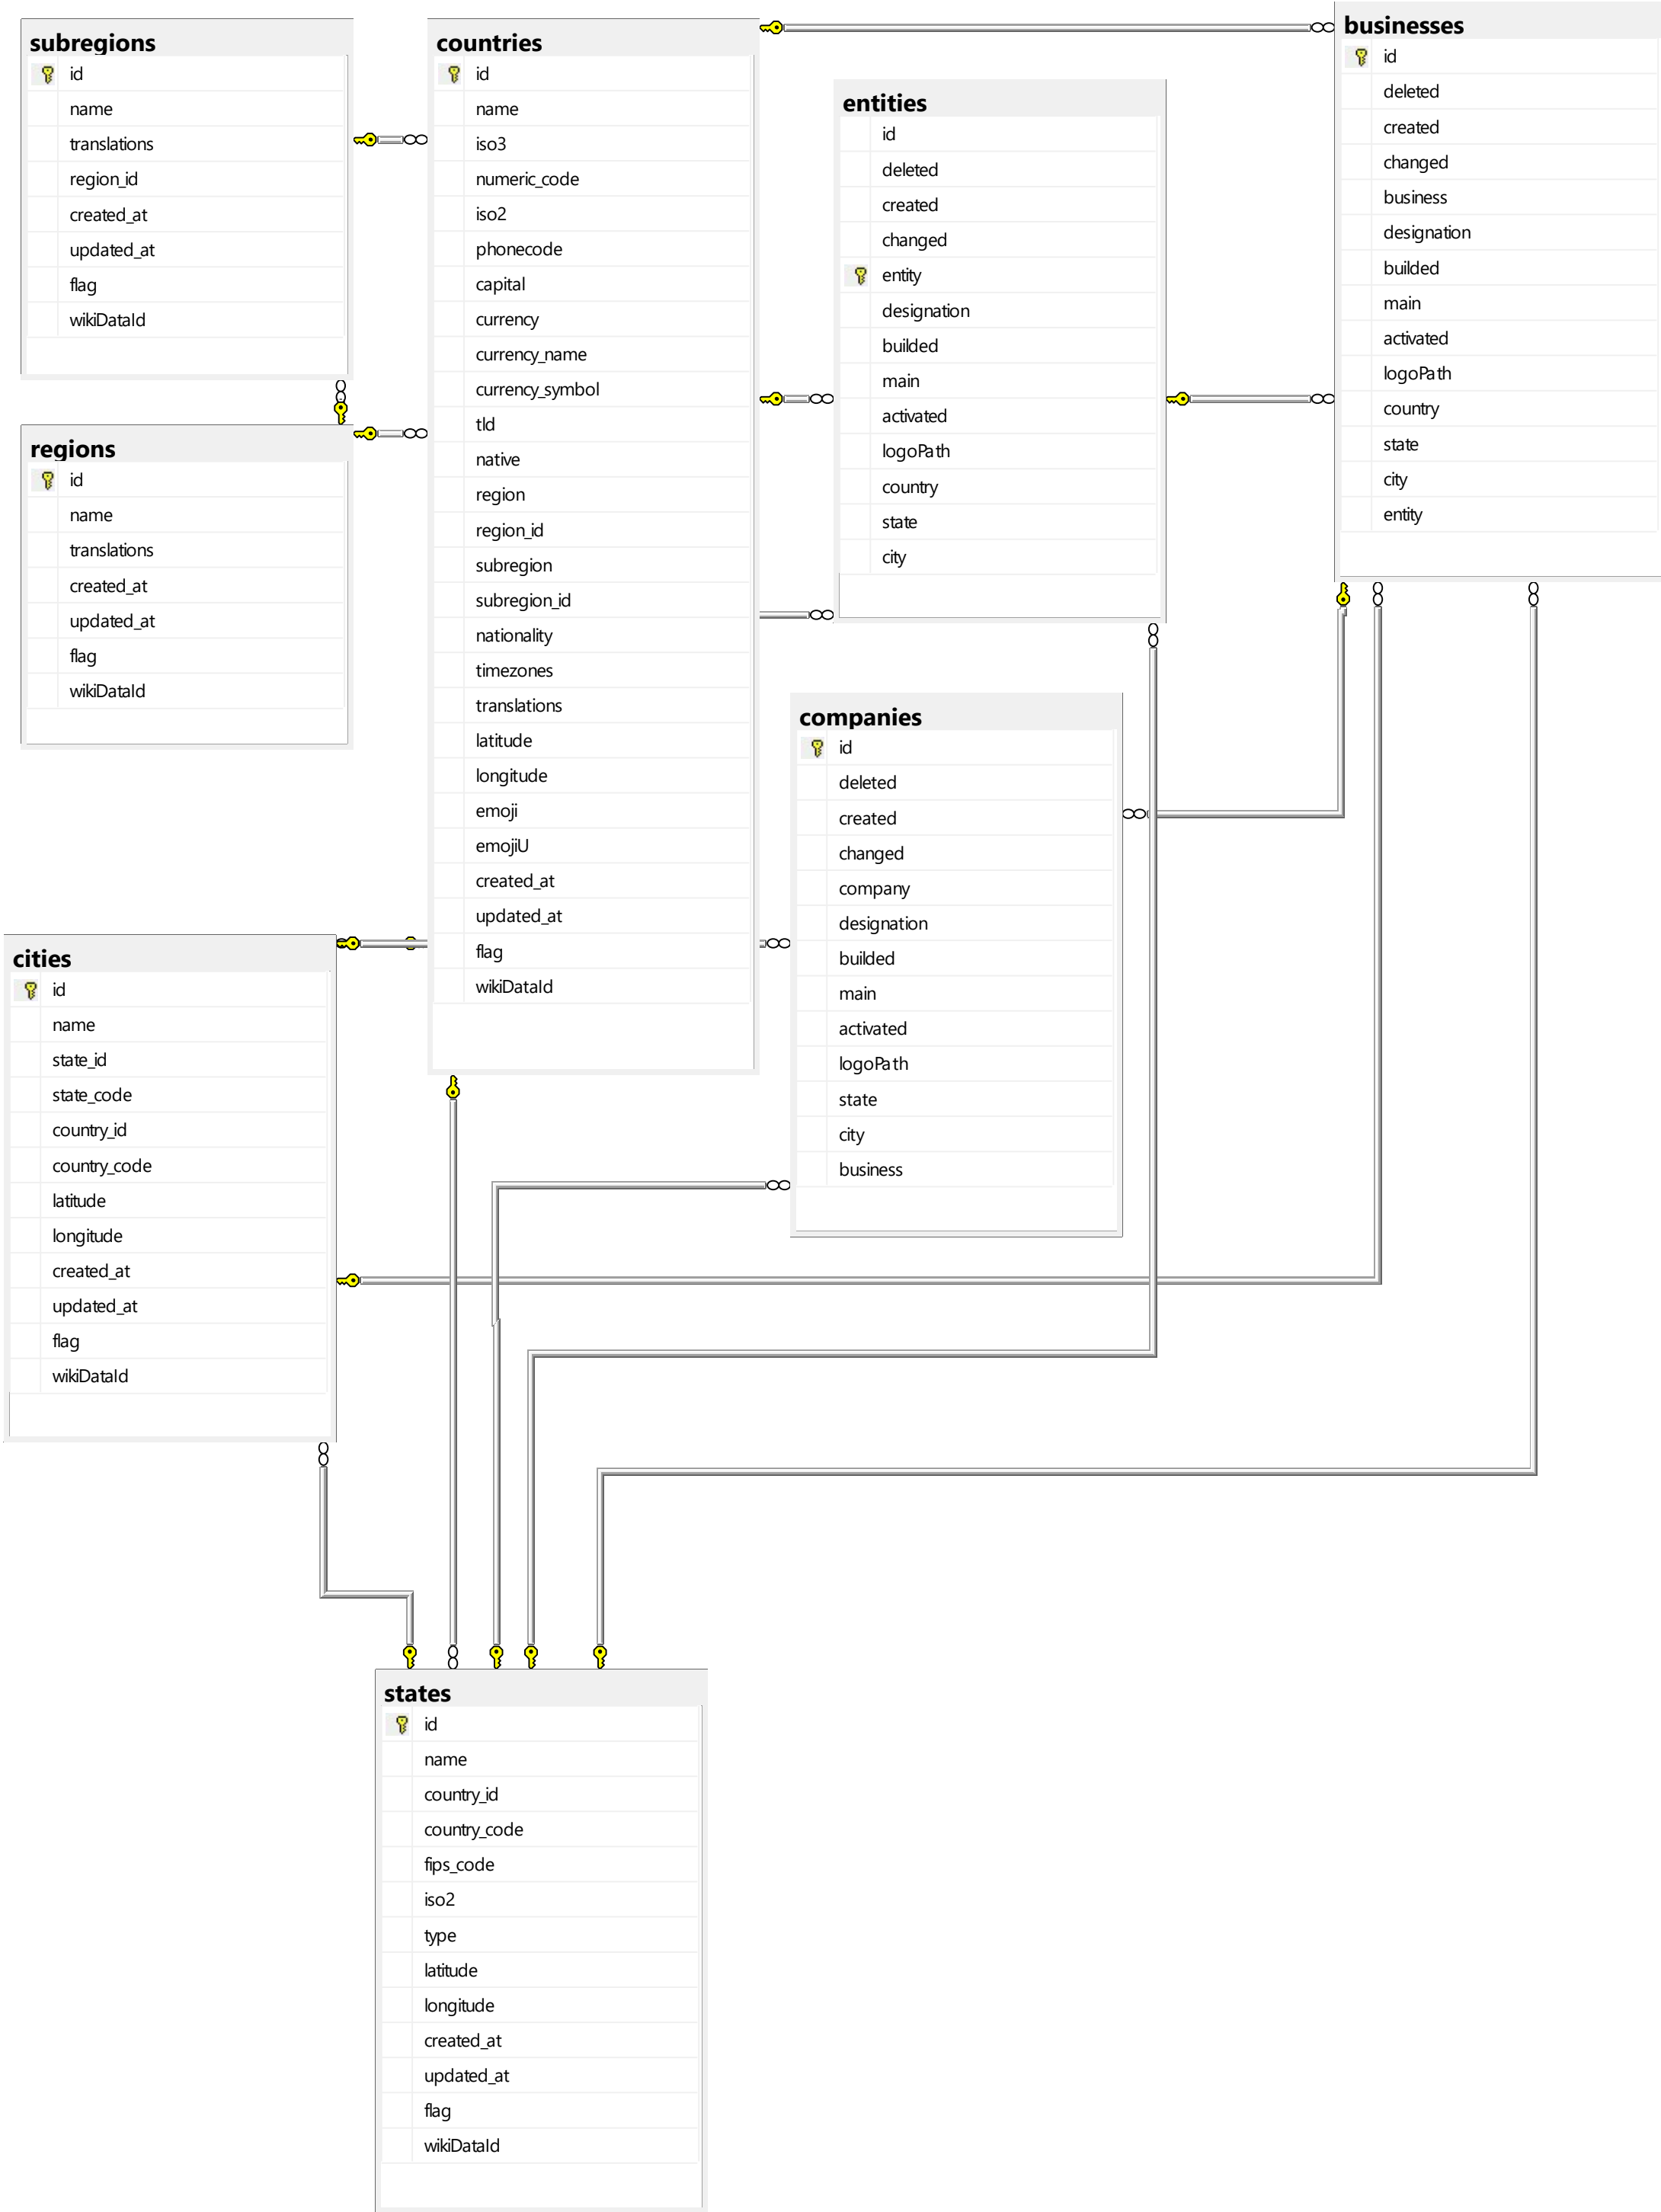 subregions
id
name
translations
region_id
created_at
updated_at
flag
wikiDataId
regions
id
name
translations
created_at
updated_at
flag
wikiDataId
cities
id
name
state_id
state_code
country_id
country_code
latitude
longitude
created_at
updated_at
flag
wikiDataId
countries
id
name
iso3
numeric_code
iso2
phonecode
capital
currency
currency_name
currency_symbol
tld
native
region
region_id
subregion
subregion_id
nationality
timezones
translations
latitude
longitude
emoji
emojiU
created_at
updated_at
flag
wikiDataId
entities
id
deleted
created
changed
entity
designation
builded
main
activated
logoPath
country
state
city
companies
id
deleted
created
changed
company
designation
builded
main
activated
logoPath
state
city
business
businesses
id
deleted
created
changed
business
designation
builded
main
activated
logoPath
country
state
city
entity
states
id
name
country_id
country_code
fips_code
iso2
type
latitude
longitude
created_at
updated_at
flag
wikiDataId